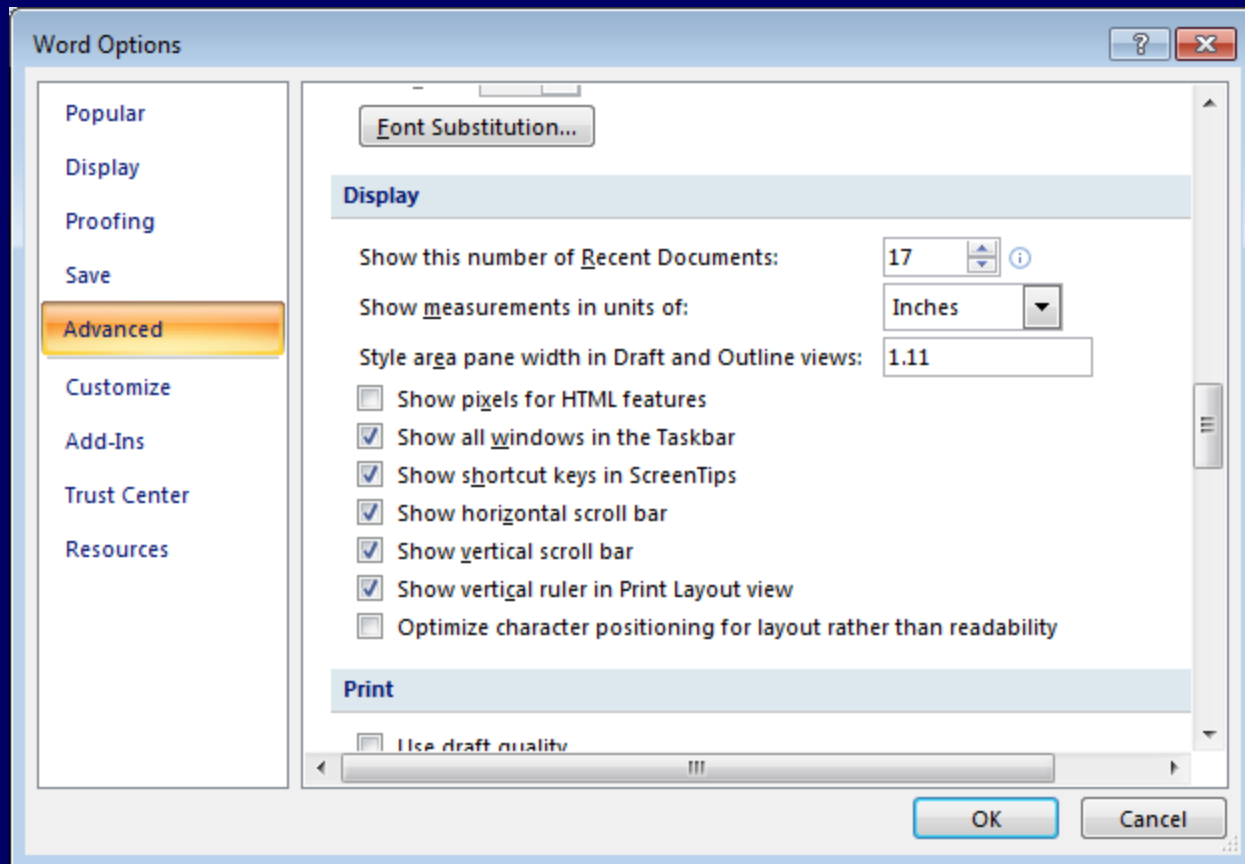 Word Options
Popular
Display
Proofing
Save
Advanced
Customize
Add-Ins
Trust Center
Resources
Font Substitution...
Display
Show this number of Recent Documents: 17
Show measurements in units of: Inches
Style area pane width in Draft and Outline views: 1.11
Show pixels for HTML features
Show all windows in the Taskbar
Show shortcut keys in ScreenTips
Show horizontal scroll bar
Show vertical scroll bar
Show vertical ruler in Print Layout view
Optimize character positioning for layout rather than readability
Print
Use draft quality
OK Cancel